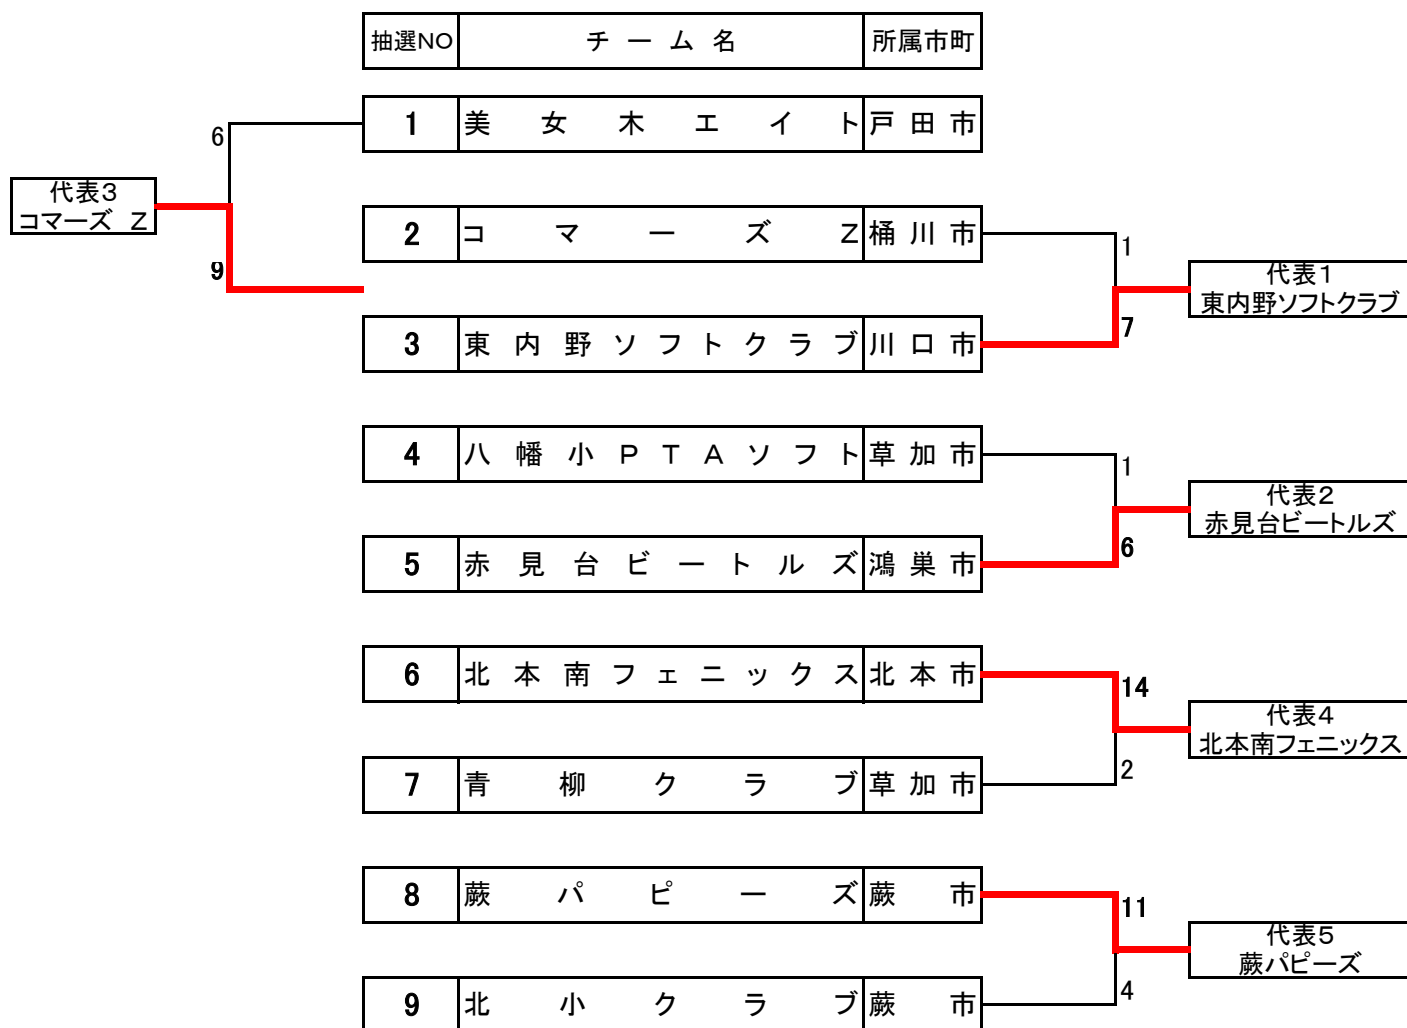 抽選NO チーム名 所属市町
1 美女木エイト 戸田市
6
代表3
コマーズ Z
2 コマーズZ 桶川市
1
9
代表1
東内野ソフトクラブ
7
3 東内野ソフトクラブ 川口市
4 八幡小PTAソフト 草加市
1
代表2
赤見台ビートルズ
6
5 赤見台ビートルズ 鴻巣市
6 北本南フェニックス 北本市
14
代表4
北本南フェニックス
2
7 青柳クラブ 草加市
8 蕨パピーズ 蕨市
11
代表5
蕨パピーズ
4
9 北小クラブ 蕨市